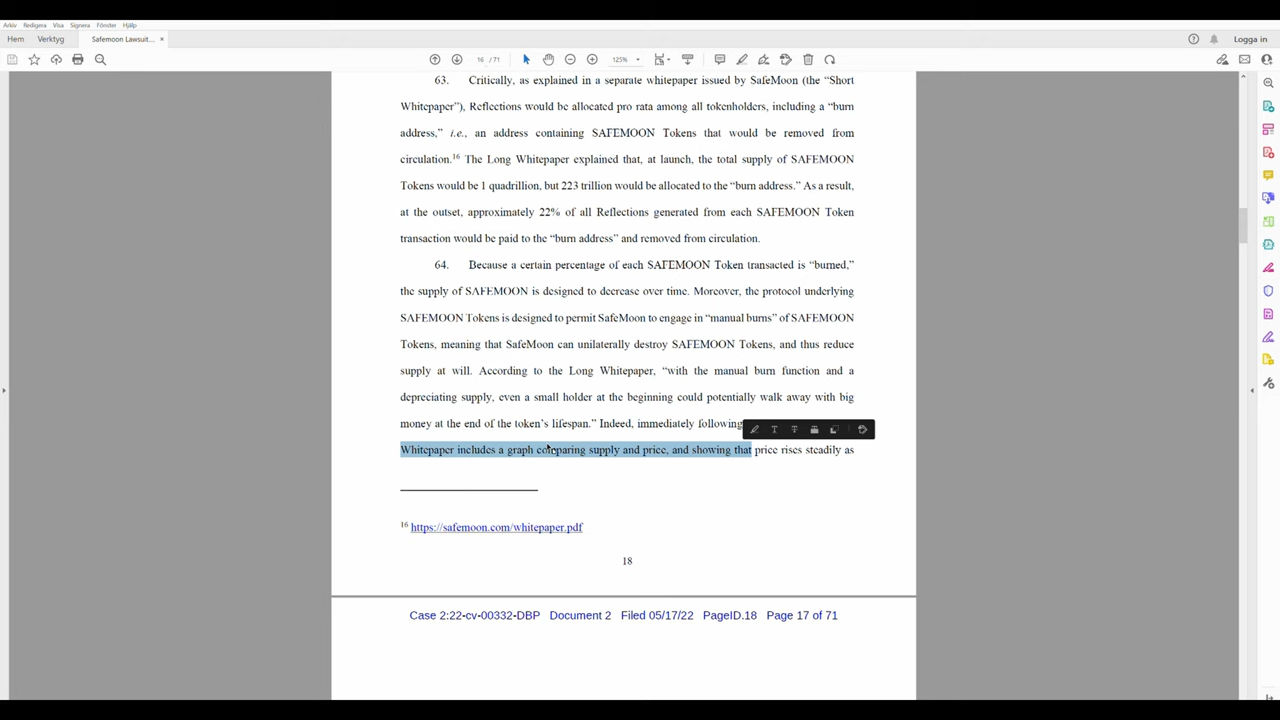 Arkiv Redigera Visa Signera Fönster Hjälp
Hem Verktyg Safemoon Lawsuit... ×
Logga in
16 / 71 125%
63. Critically, as explained in a separate whitepaper issued by SafeMoon (the “Short
Whitepaper”), Reflections would be allocated pro rata among all tokenholders, including a “burn
address,” i.e., an address containing SAFEMOON Tokens that would be removed from
circulation.16 The Long Whitepaper explained that, at launch, the total supply of SAFEMOON
Tokens would be 1 quadrillion, but 223 trillion would be allocated to the “burn address.” As a result,
at the outset, approximately 22% of all Reflections generated from each SAFEMOON Token
transaction would be paid to the “burn address” and removed from circulation.
64. Because a certain percentage of each SAFEMOON Token transacted is “burned,”
the supply of SAFEMOON is designed to decrease over time. Moreover, the protocol underlying
SAFEMOON Tokens is designed to permit SafeMoon to engage in “manual burns” of SAFEMOON
Tokens, meaning that SafeMoon can unilaterally destroy SAFEMOON Tokens, and thus reduce
supply at will. According to the Long Whitepaper, “with the manual burn function and a
depreciating supply, even a small holder at the beginning could potentially walk away with big
money at the end of the token’s lifespan.” Indeed, immediately following
Whitepaper includes a graph comparing supply and price, and showing that price rises steadily as
16 https://safemoon.com/whitepaper.pdf
18
Case 2:22-cv-00332-DBP Document 2 Filed 05/17/22 PageID.18 Page 17 of 71